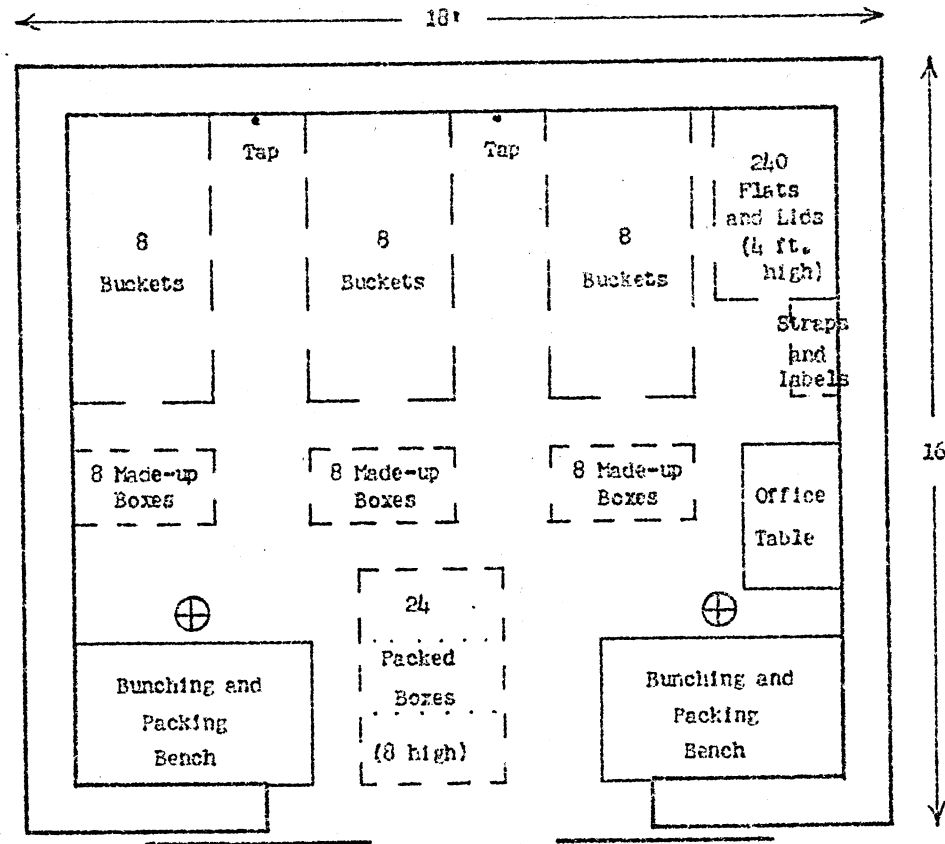 18'
Tap
Tap
240
Flats
and Lids
(4 ft.
high)
8
Buckets
8
Buckets
8
Buckets
Straps
and
labels
16
8 Made-up
Boxes
8 Made-up
Boxes
8 Made-up
Boxes
Office
Table
24
Packed
Boxes
(8 high)
Bunching and
Packing
Bench
Bunching and
Packing
Bench